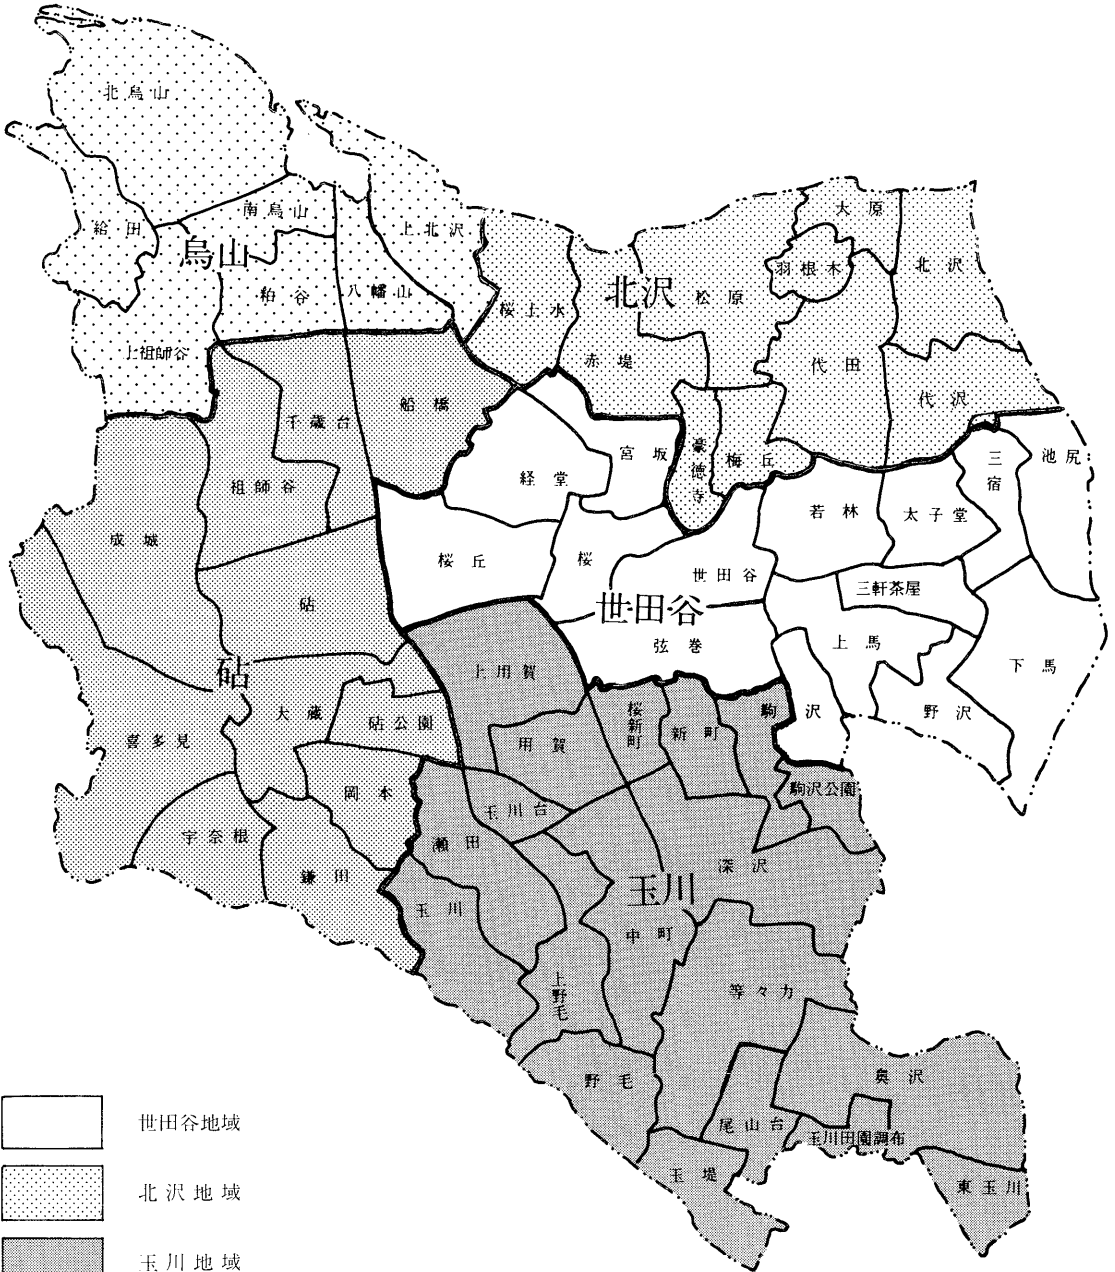 北烏山
南烏山
給田
烏山
上北沢
粕谷
八幡山
上祖師谷
大原
羽根木
北沢
北沢
松原
桜上水
赤堤
代田
代沢
船橋
千歳台
祖師谷
豪徳寺
梅丘
宮坂
経堂
三宿
池尻
若林
太子堂
成城
桜丘
桜
世田谷
三軒茶屋
砧
世田谷
弦巻
上馬
下馬
野沢
砧
上用賀
大蔵
砧公園
喜多見
用賀
桜新町
新町
駒沢
駒沢公園
岡本
玉川台
瀬田
宇奈根
鎌田
深沢
玉川
玉川
中町
上野毛
等々力
野毛
奥沢
尾山台
玉川田園調布
玉堤
東玉川
世田谷地域
北沢地域
玉川地域